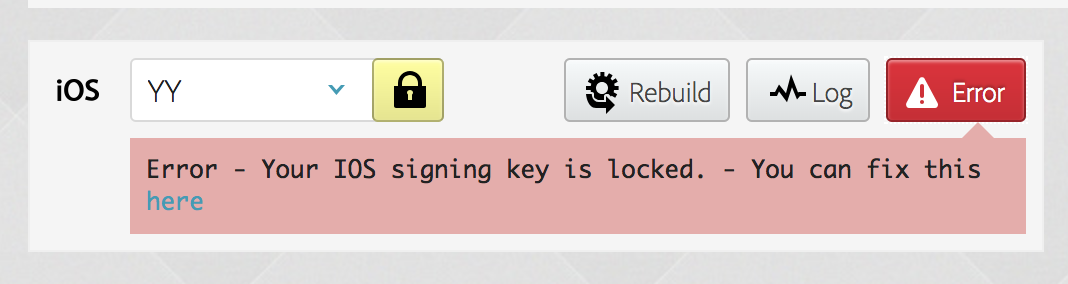 iOS YY Rebuild Log Error
Error - Your IOS signing key is locked. - You can fix this
here